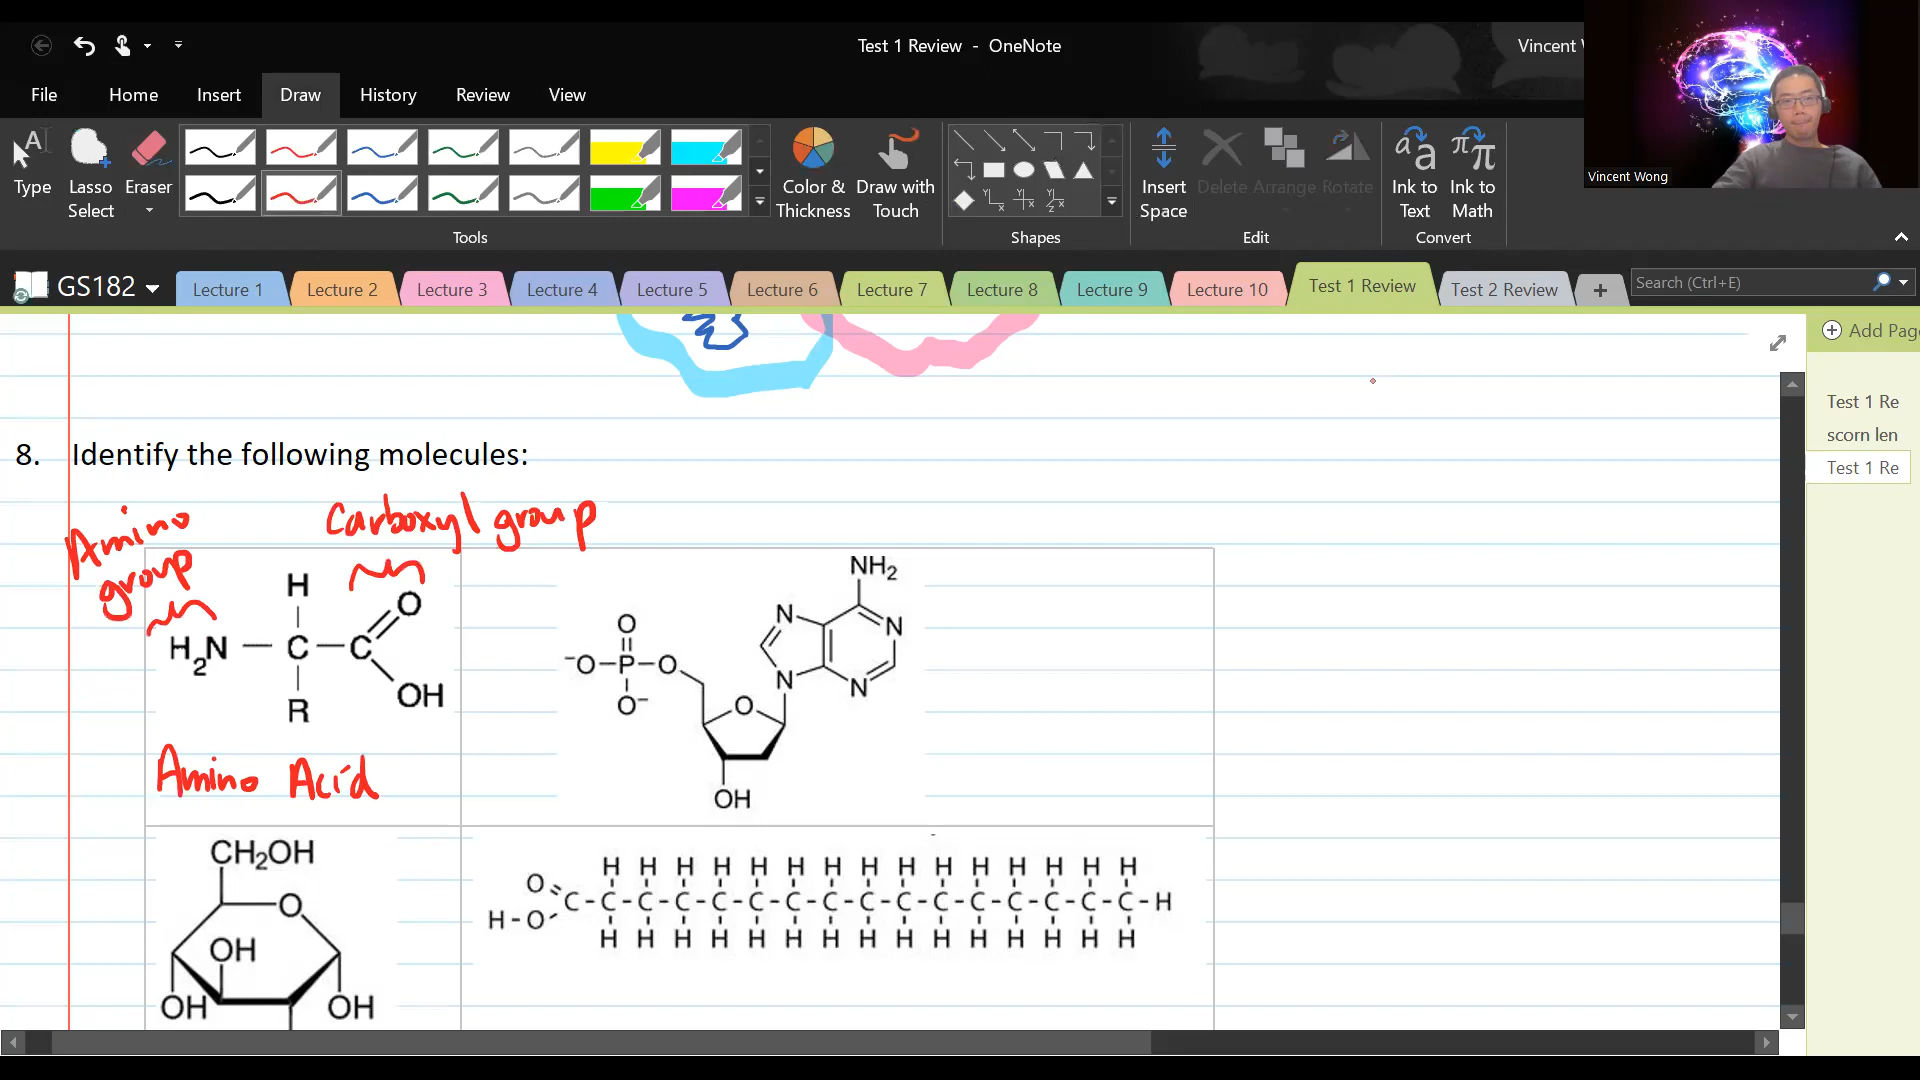 Test 1 Review - OneNote
Vincent
File Home Insert Draw History Review View
Vincent Wong
Type
Lasso Select
Eraser
Color & Thickness
Draw with Touch
Insert Space
Delete Arrange Rotate
Ink to Text
Ink to Math
Tools Shapes Edit Convert
GS182 Lecture 1 Lecture 2 Lecture 3 Lecture 4 Lecture 5 Lecture 6 Lecture 7 Lecture 8 Lecture 9 Lecture 10 Test 1 Review Test 2 Review + Search (Ctrl+E)
Add Page
Test 1 Re
scorn len
Test 1 Re
8. Identify the following molecules:
Amino group
Carboxyl group
H
O
H2N — C — C
OH
R
Amino Acid
NH2
N N
N N
O
⁻O—P—O
O⁻
O
OH
CH2OH
O
OH
OH OH
H H H H H H H H H H H H H H H
O
C-C-C-C-C-C-C-C-C-C-C-C-C-C-C-C-H
H-O
H H H H H H H H H H H H H H H